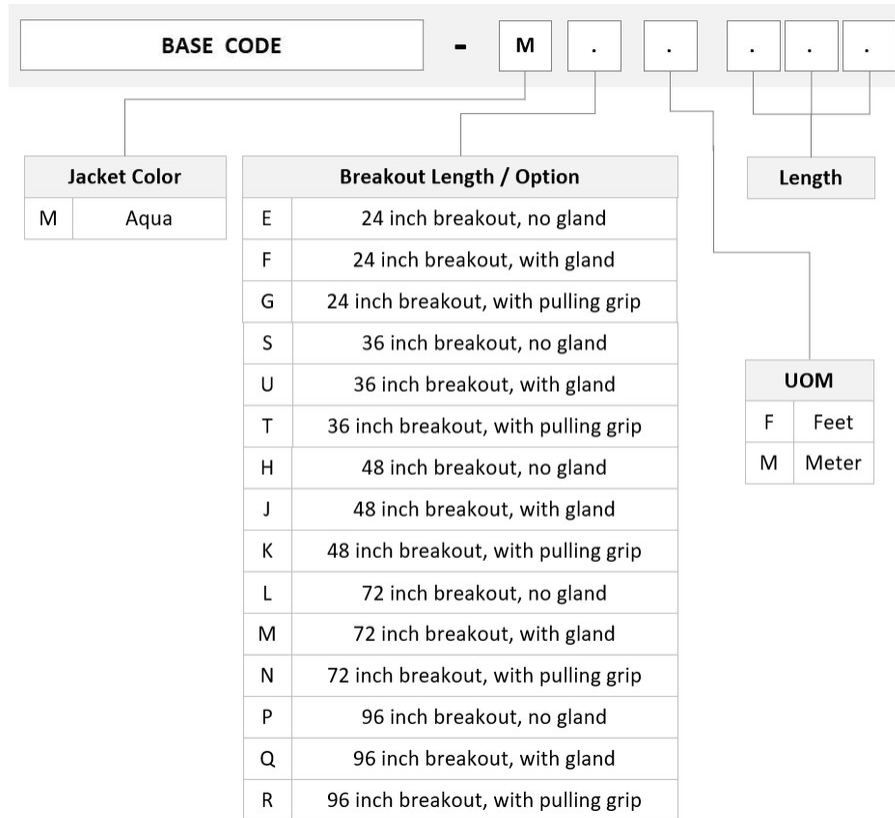 BASE CODE - M . . . . .
Jacket Color
M Aqua
Breakout Length / Option
E 24 inch breakout, no gland
F 24 inch breakout, with gland
G 24 inch breakout, with pulling grip
S 36 inch breakout, no gland
U 36 inch breakout, with gland
T 36 inch breakout, with pulling grip
H 48 inch breakout, no gland
J 48 inch breakout, with gland
K 48 inch breakout, with pulling grip
L 72 inch breakout, no gland
M 72 inch breakout, with gland
N 72 inch breakout, with pulling grip
P 96 inch breakout, no gland
Q 96 inch breakout, with gland
R 96 inch breakout, with pulling grip
Length
UOM
F Feet
M Meter